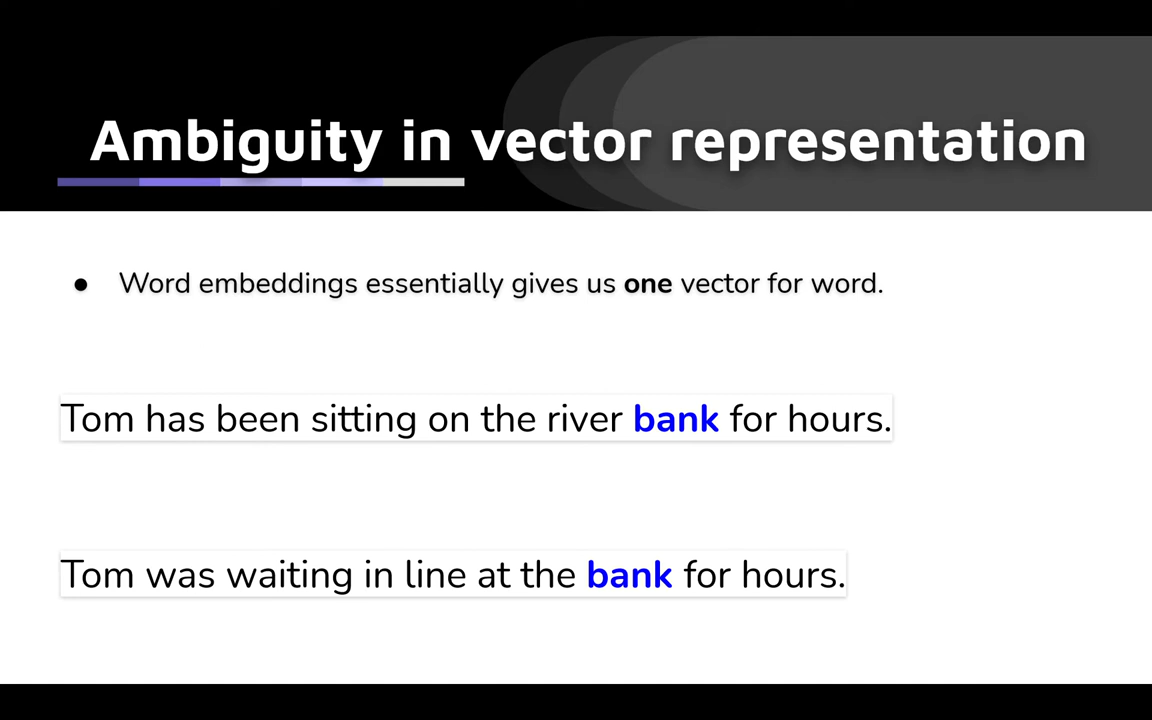 Ambiguity in vector representation
● Word embeddings essentially gives us one vector for word.
Tom has been sitting on the river bank for hours.
Tom was waiting in line at the bank for hours.